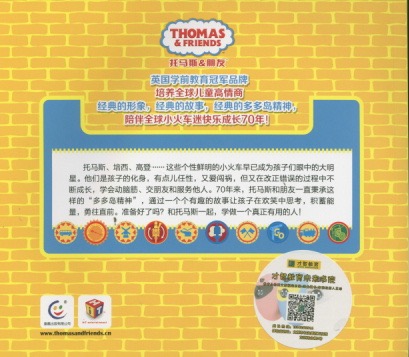 THOMAS
& FRIENDS
托马斯&朋友
英国学前教育冠军品牌
培养全球儿童高情商
经典的形象，经典的故事，经典的多多岛精神，
陪伴全球小火车迷快乐成长70年！
托马斯、培西、高登……这些个性鲜明的小火车早已成为孩子们眼中的大明
星。他们是孩子的化身，有点儿任性，又爱闯祸，但又在改正错误的过程中不
断成长，学会动脑筋、交朋友和服务他人。70年来，托马斯和朋友一直秉承这
样的“多多岛精神”，通过一个个有趣的故事让孩子在欢笑中思考，积蓄能
量，勇往直前。准备好了吗？和托马斯一起，学做一个真正有用的人！
www.thomasandfriends.cn